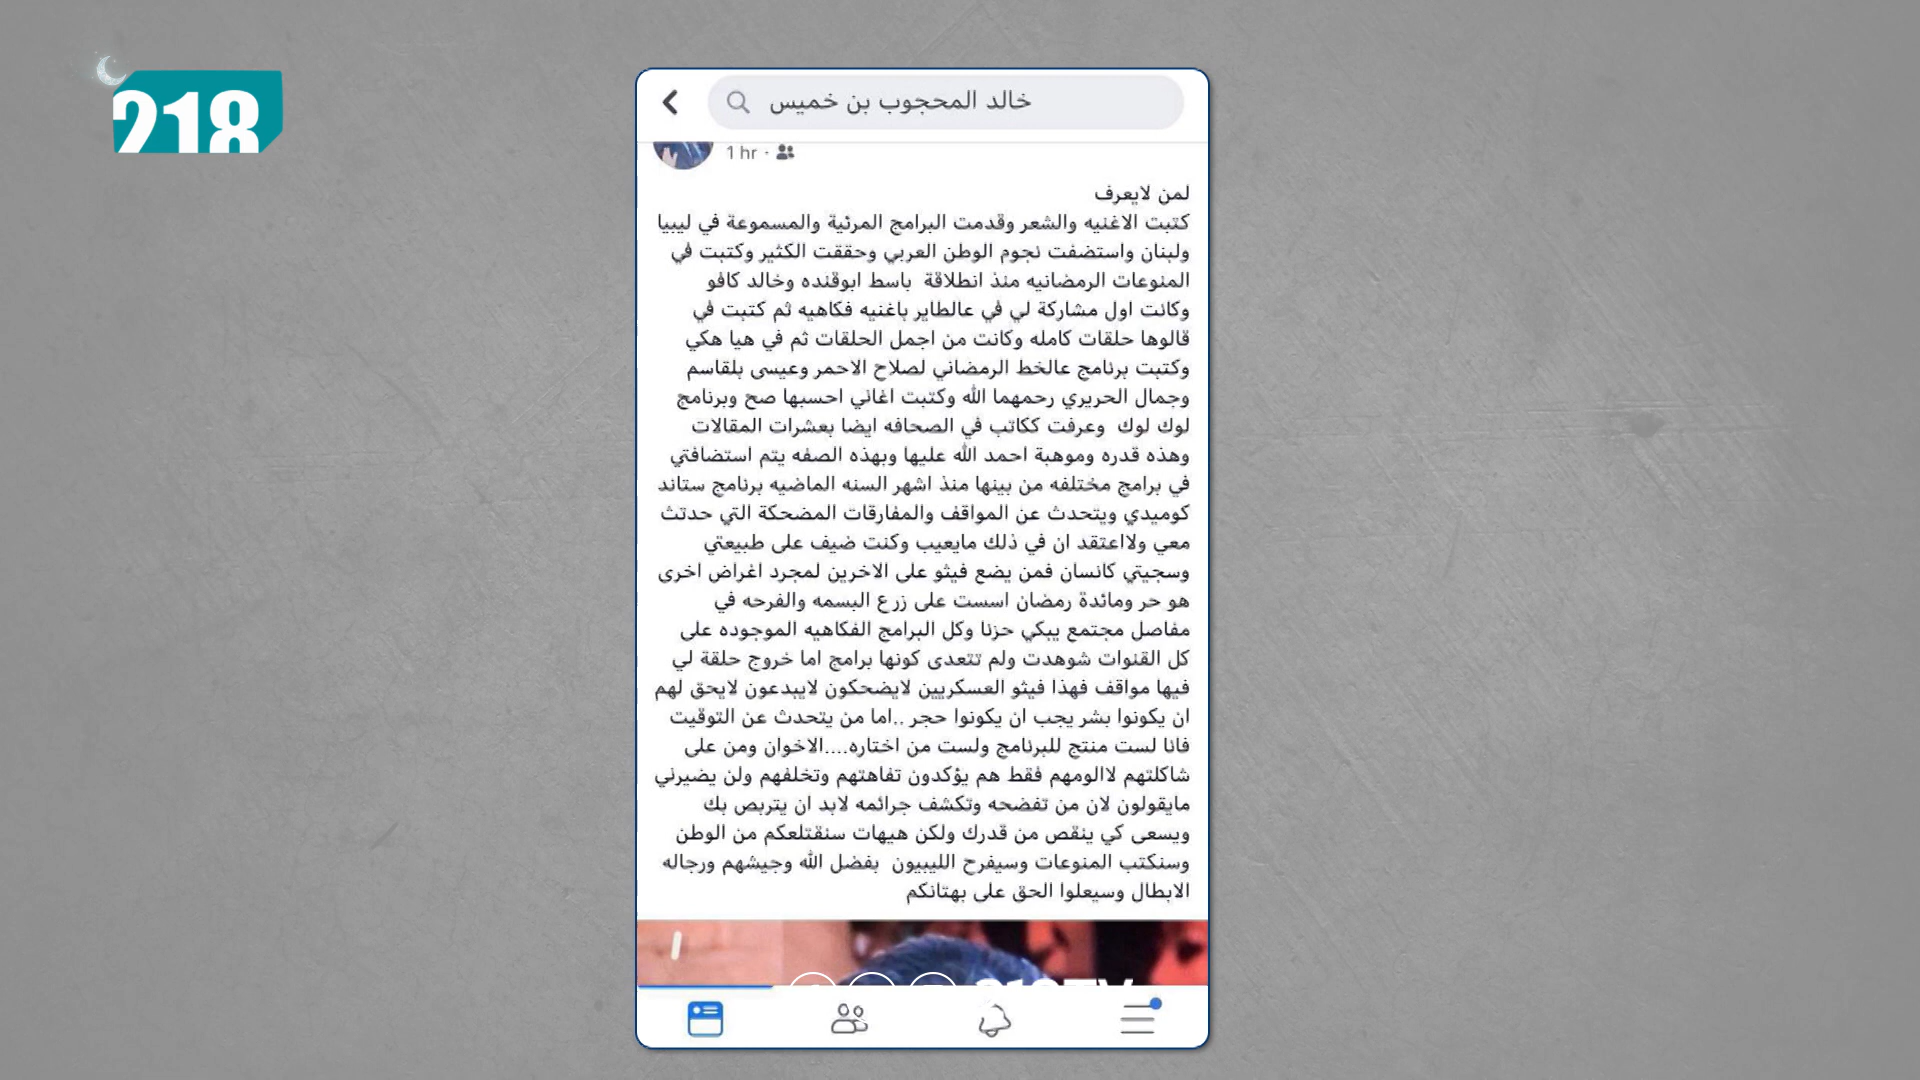 218
خالد المحجوب بن خميس
1 hr ·
لمن لايعرف
كتبت الاغنيه والشعر وقدمت البرامج المرئية والمسموعة في ليبيا
ولبنان واستضفت نجوم الوطن العربي وحققت الكثير وكتبت في
المنوعات الرمضانيه منذ انطلاقة باسط ابوقنده وخالد كافو
وكانت اول مشاركة لي في عالطاير باغنيه فكاهيه ثم كتبت في
قالوها حلقات كامله وكانت من اجمل الحلقات ثم في هيا هكي
وكتبت برنامج عالخط الرمضاني لصلاح الاحمر وعيسى بلقاسم
وجمال الحريري رحمهما الله وكتبت اغاني احسبها صح وبرنامج
لوك لوك وعرفت ككاتب في الصحافه ايضا بعشرات المقالات
وهذه قدره وموهبة احمد الله عليها وبهذه الصفه يتم استضافتي
في برامج مختلفه من بينها منذ اشهر السنه الماضيه برنامج ستاند
كوميدي ويتحدث عن المواقف والمفارقات المضحكة التي حدتث
معي ولااعتقد ان في ذلك مايعيب وكنت ضيف على طبيعتي
وسجيتي كانسان فمن يضع فيثو على الاخرين لمجرد اغراض اخرى
هو حر ومائدة رمضان اسست على زرع البسمه والفرحه في
مفاصل مجتمع يبكي حزنا وكل البرامج الفكاهيه الموجوده على
كل القنوات شوهدت ولم تتعدى كونها برامج اما خروج حلقة لي
فيها مواقف فهذا فيثو العسكريين لايضحكون لايبدعون لايحق لهم
ان يكونوا بشر يجب ان يكونوا حجر ..اما من يتحدث عن التوقيت
فانا لست منتج للبرنامج ولست من اختاره....الاخوان ومن على
شاكلتهم لاالومهم فقط هم يؤكدون تفاهتهم وتخلفهم ولن يضيرني
مايقولون لان من تفضحه وتكشف جرائمه لابد ان يتربص بك
ويسعى كي ينقص من قدرك ولكن هيهات سنقتلعكم من الوطن
وسنكتب المنوعات وسيفرح الليبيون بفضل الله وجيشهم ورجاله
الابطال وسيعلوا الحق على بهتانكم